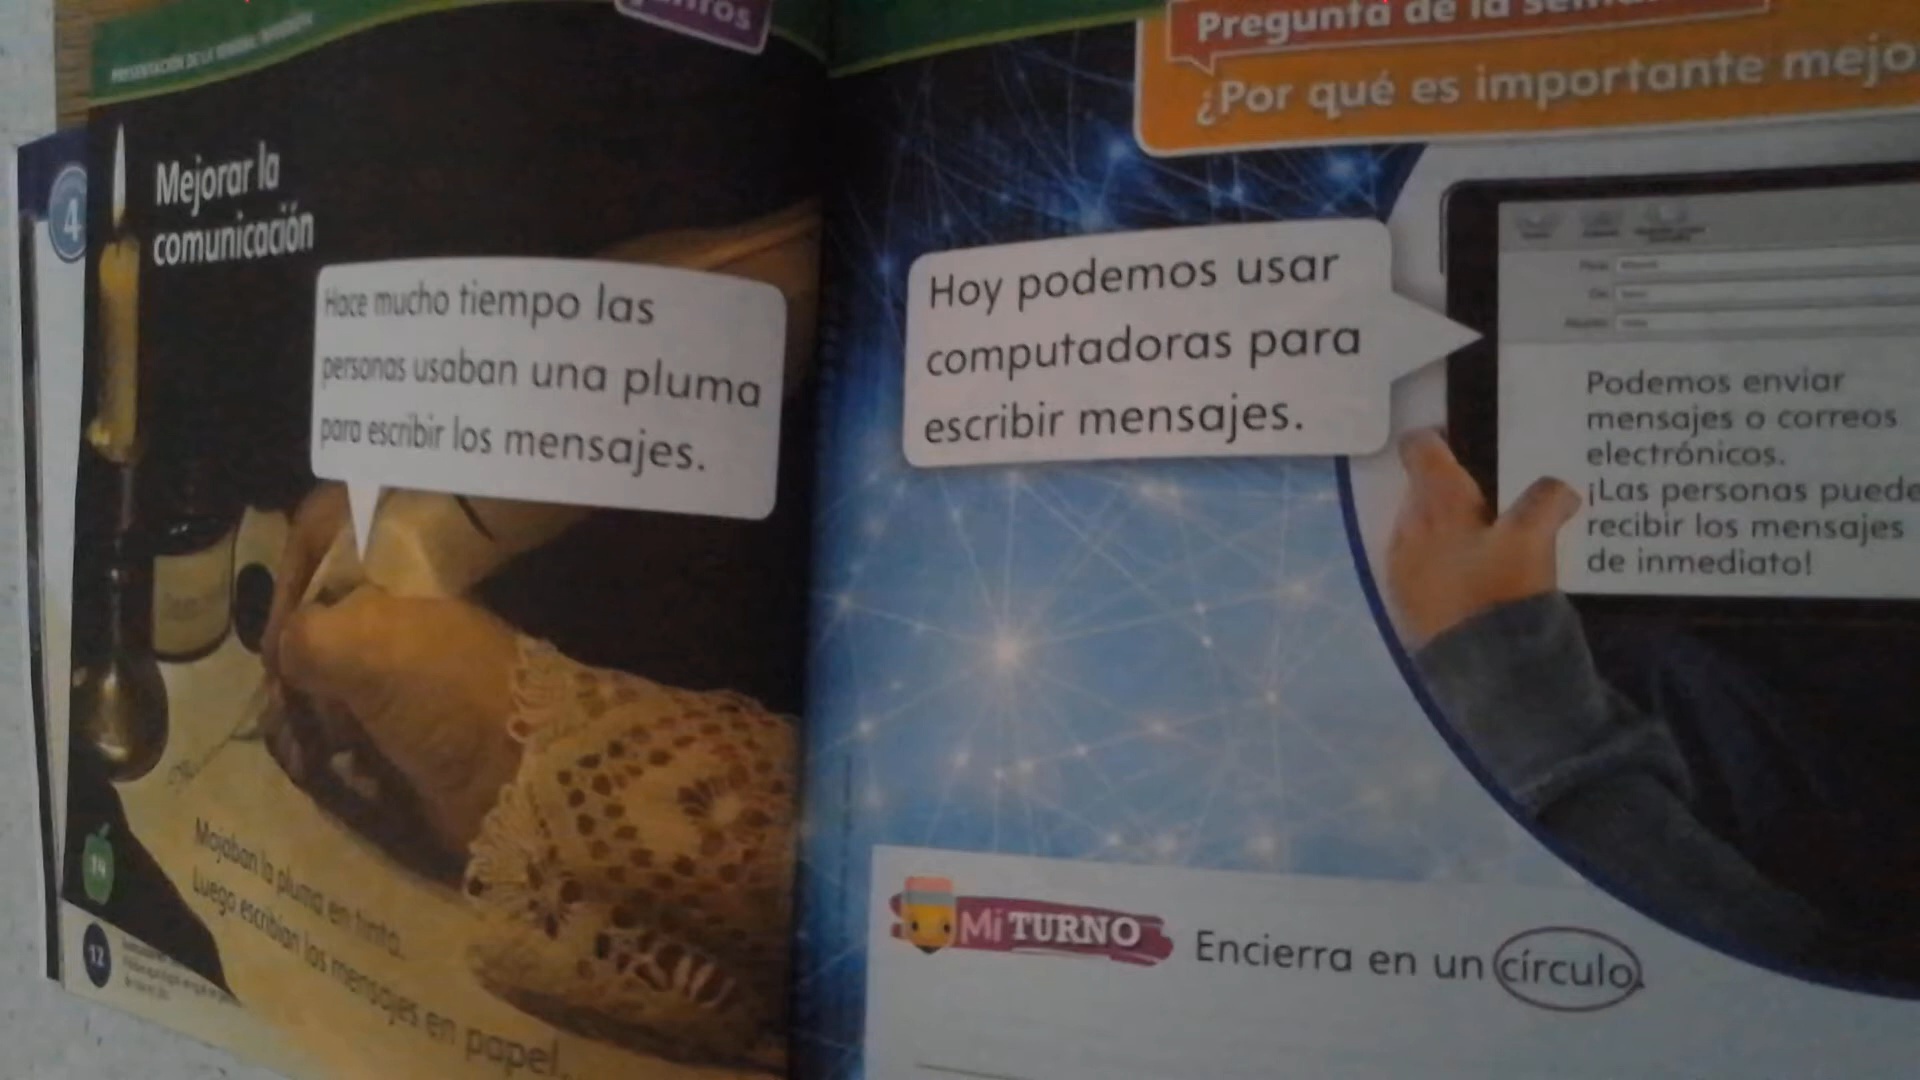 Mejorar la
comunicación
Hace mucho tiempo las
personas usaban una pluma
para escribir los mensajes.
Mojaban la pluma en tinta.
Luego escribían los mensajes en papel.
14
12
4
Pregunta de la
¿Por qué es importante
Hoy podemos usar
computadoras para
escribir mensajes.
Podemos enviar
mensajes o correos
electrónicos.
¡Las personas puede
recibir los mensajes
de inmediato!
Mi TURNO Encierra en un círculo.